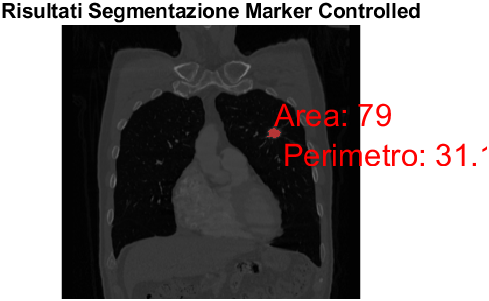 Risultati Segmentazione Marker Controlled
Area: 79
Perimetro: 31.1